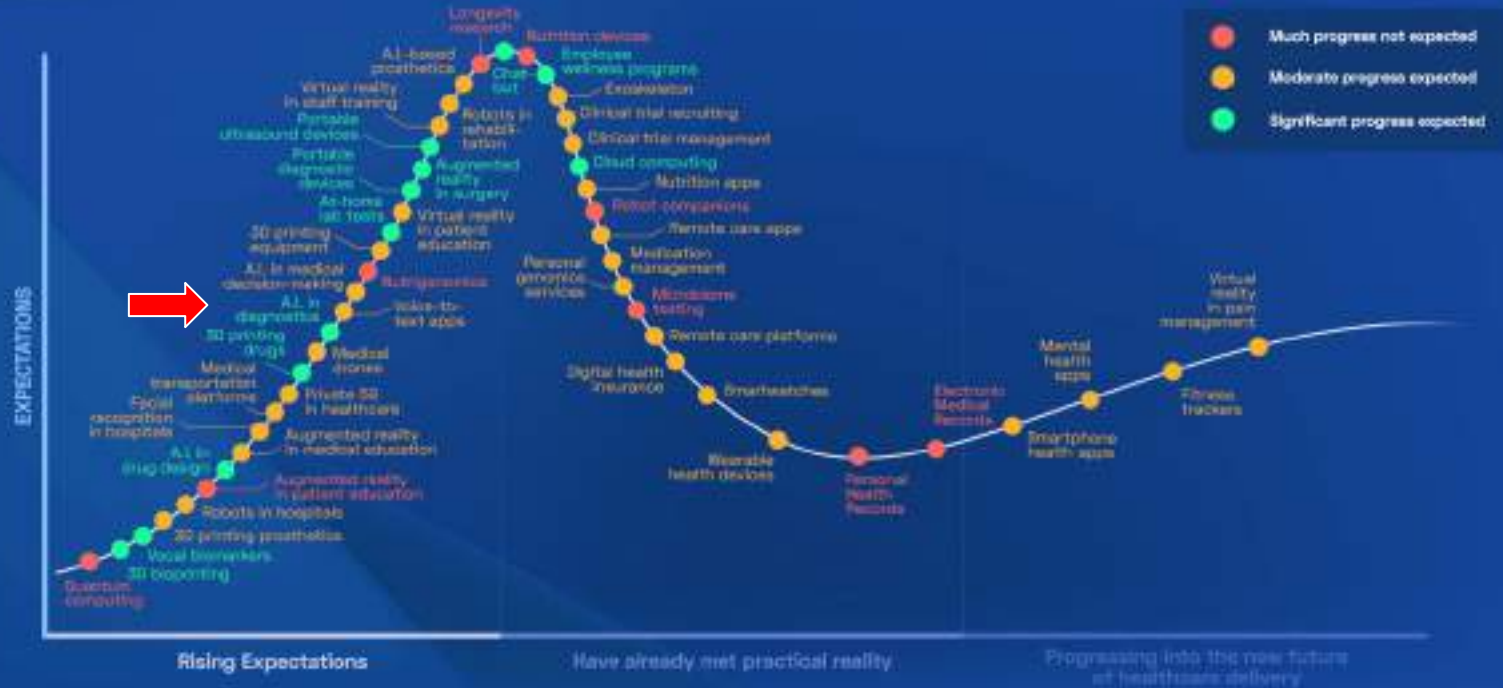 Longevity
research
Nutrition devices
A.I.-based
prosthetics
Chat-
bot
Employee
wellness programs
Virtual reality
in staff training
Exoskeleton
Robots in
rehabili-
tation
Clinical trial recruiting
Portable
ultrasound devices
Clinical trial management
Portable
diagnostic
devices
Augmented
reality
in surgery
Cloud computing
Nutrition apps
At-home
lab tests
Virtual reality
in patient
education
Robot companions
3D printing
equipment
Remote care apps
A.I. in medical
decision-making
Nutrigenomics
Medication
management
Personal
genomics
services
A.I. in
diagnostics
Voice-to-
text apps
Microbiome
testing
3D printing
drugs
Medical
drones
Remote care platforms
Medical
transportation
platforms
Private 5G
in healthcare
Digital health
insurance
Smartwatches
Facial
recognition
in hospitals
Augmented reality
in medical education
A.I. in
drug design
Augmented reality
in patient education
Robots in hospitals
3D printing prosthetics
Vocal biomarkers
3D bioprinting
Quantum
computing
Wearable
health devices
Personal
Health
Records
Electronic
Medical
Records
Smartphone
health apps
Mental
health
apps
Fitness
trackers
Virtual
reality
in pain
management
Much progress not expected
Moderate progress expected
Significant progress expected
EXPECTATIONS
Rising Expectations
Have already met practical reality
Progressing into the new future
of healthcare delivery